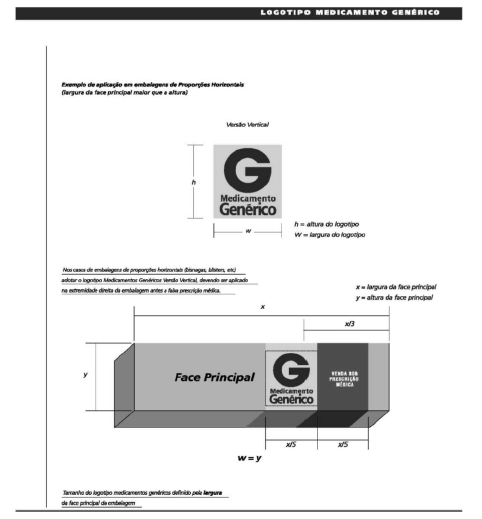 LOGOTIPO MEDICAMENTO GENÉRICO
Exemplo de aplicação em embalagens de Proporções Horizontais
(largura da face principal maior que a altura)
Versão Vertical
h
G
Medicamento
Genérico
w
h = altura do logotipo
W = largura do logotipo
Nos casos de embalagens de proporções horizontais (bisnagas, blisters, etc)
adotar o logotipo Medicamentos Genéricos Versão Vertical, devendo ser aplicado
na extremidade direita da embalagem antes a faixa prescrição médica.
x = largura da face principal
y = altura da face principal
x
x/3
y
Face Principal
G
Medicamento
Genérico
VENDA SOB
PRESCRIÇÃO
MÉDICA
x/5
x/5
w = y
Tamanho do logotipo medicamentos genéricos definido pela largura
da face principal da embalagem